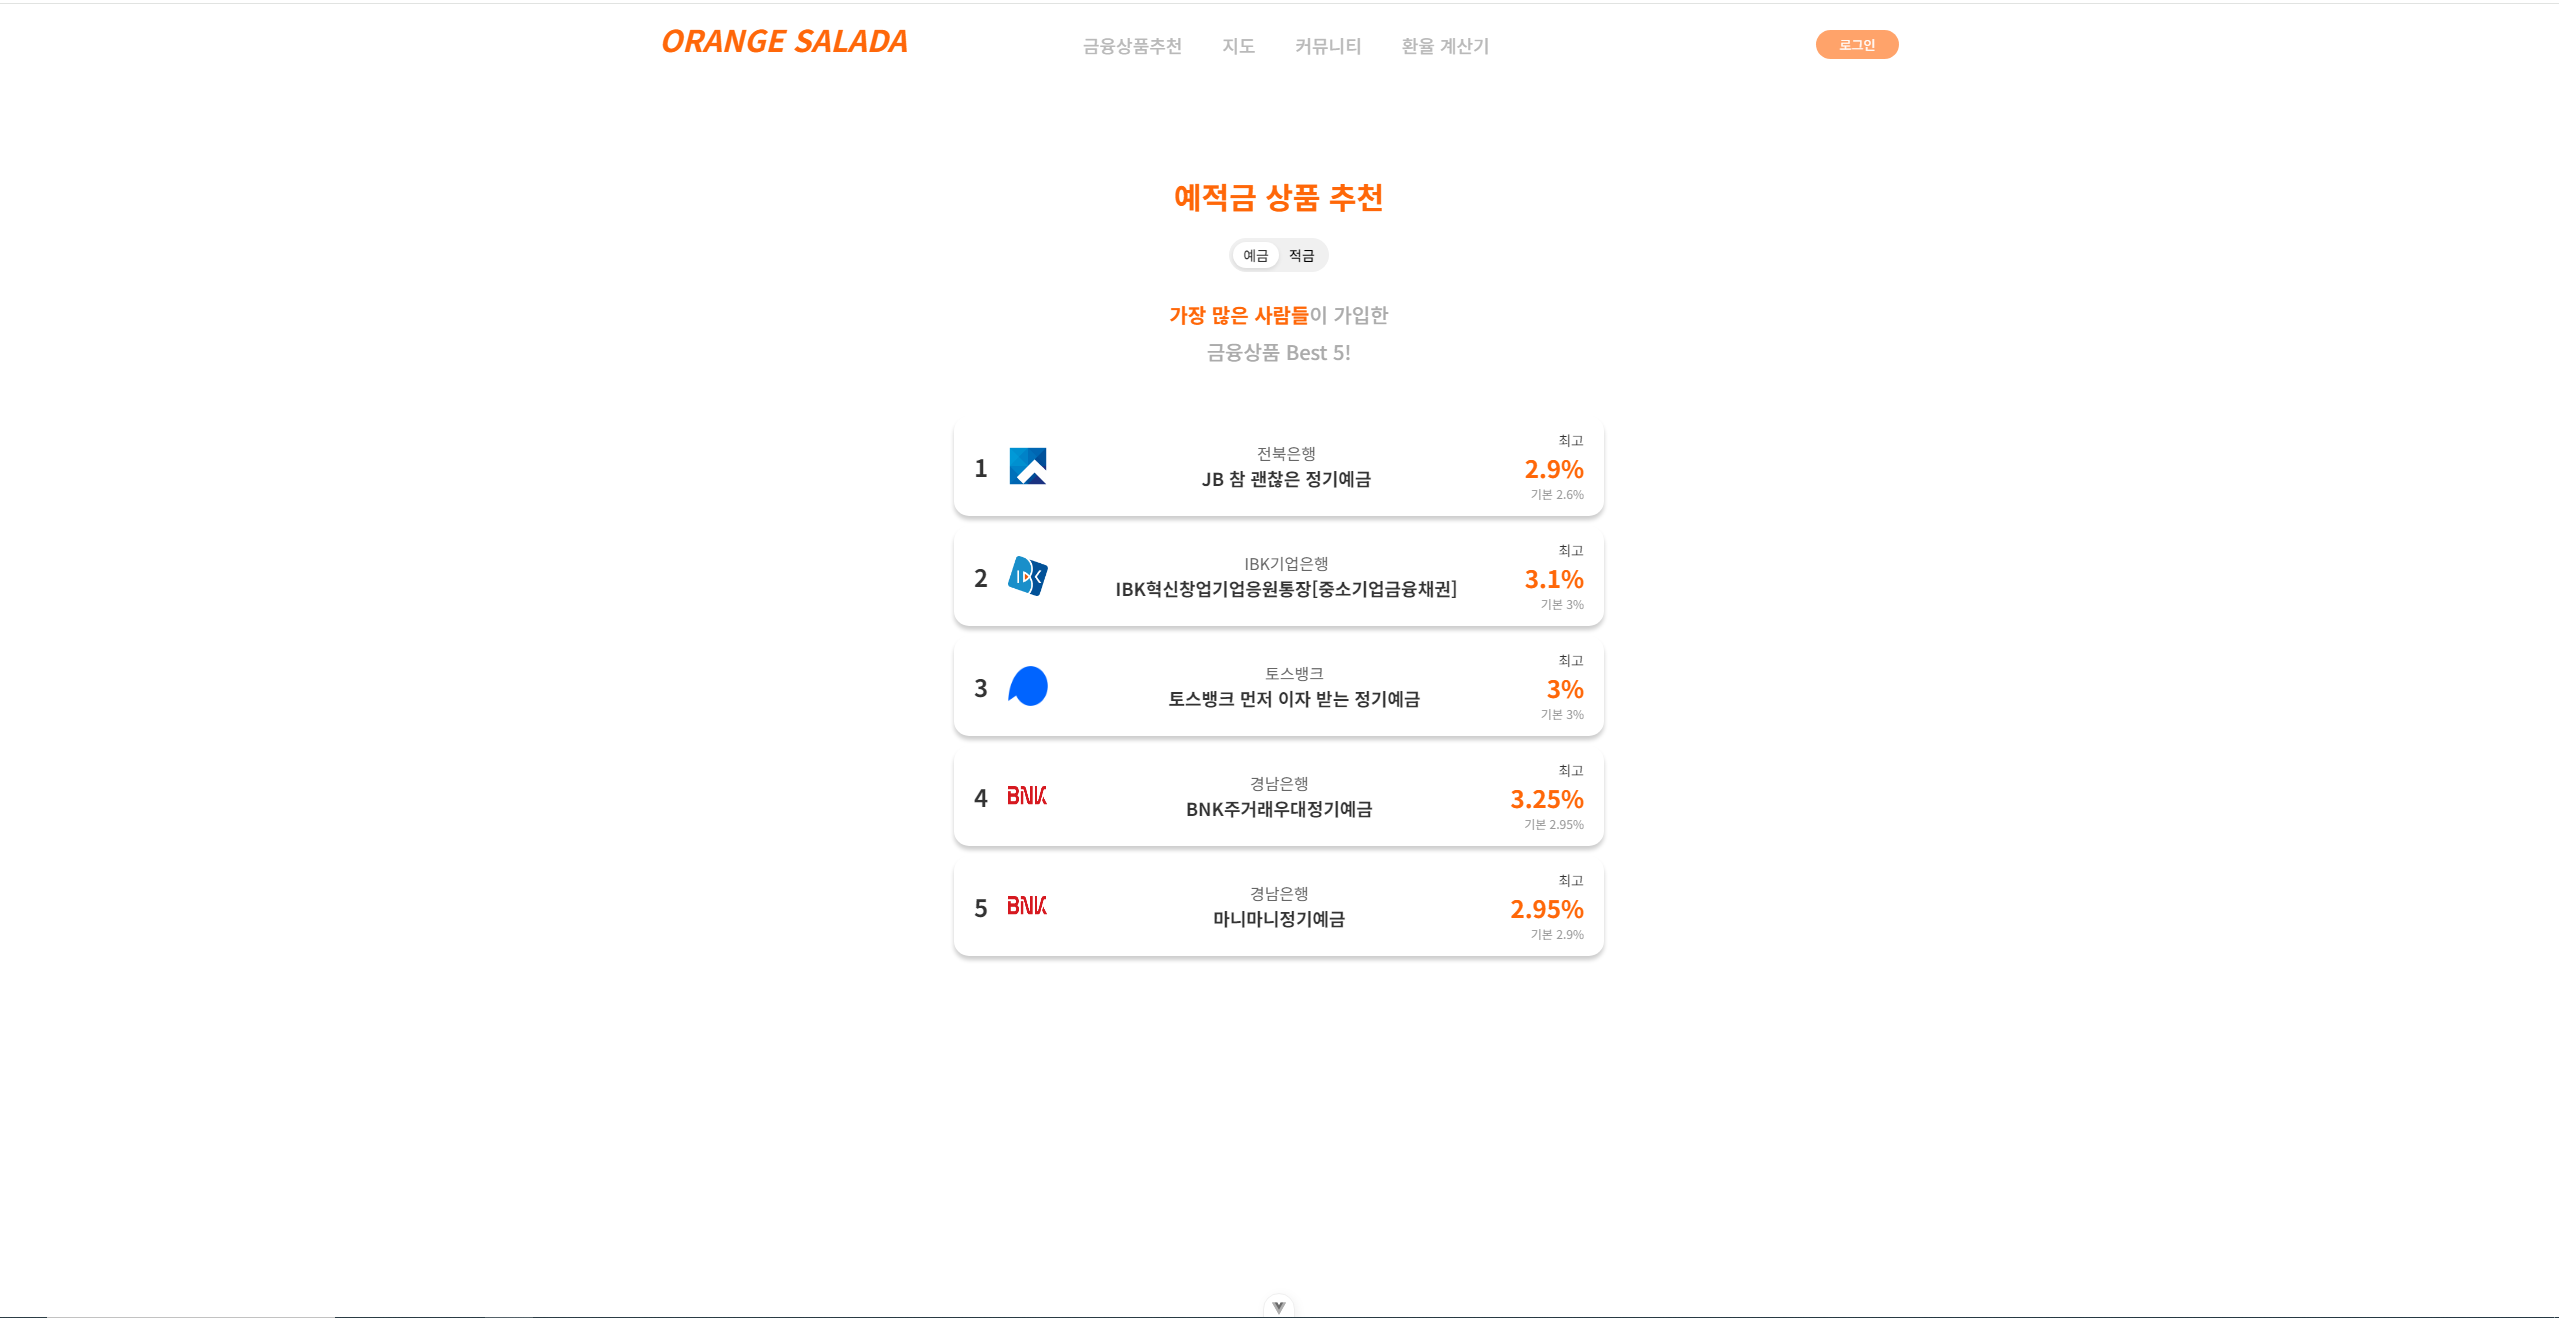 ORANGE SALADA
금융상품추천 지도 커뮤니티 환율 계산기
로그인
예적금 상품 추천
예금 적금
가장 많은 사람들이 가입한
금융상품 Best 5!
1
전북은행
JB 참 괜찮은 정기예금
최고
2.9%
기본 2.6%
2
IBK
IBK기업은행
IBK혁신창업기업응원통장[중소기업금융채권]
최고
3.1%
기본 3%
3
토스뱅크
토스뱅크 먼저 이자 받는 정기예금
최고
3%
기본 3%
4
BNK
경남은행
BNK주거래우대정기예금
최고
3.25%
기본 2.95%
5
BNK
경남은행
마니마니정기예금
최고
2.95%
기본 2.9%